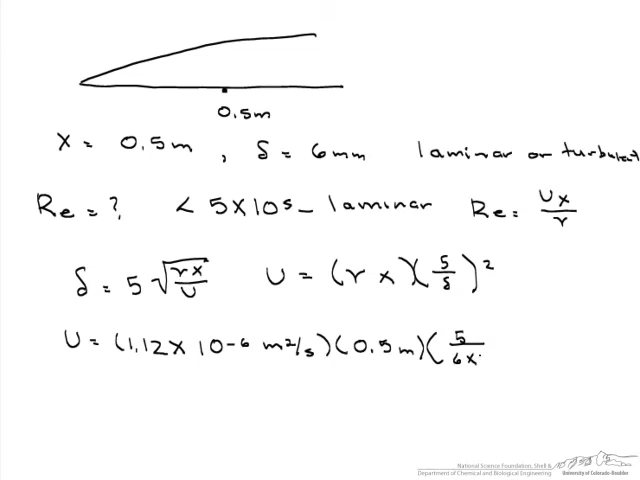 0.5m
x = 0.5m , δ = 6mm laminar or turbulent
Re = ? < 5x10⁵ - laminar Re = Ux/ν
δ = 5 √(νx/U) U = (ν x)(5/δ)²
U = (1.12 x 10⁻⁶ m²/s)(0.5m)(5/6x
National Science Foundation, Shell &
Department of Chemical and Biological Engineering
University of Colorado-Boulder